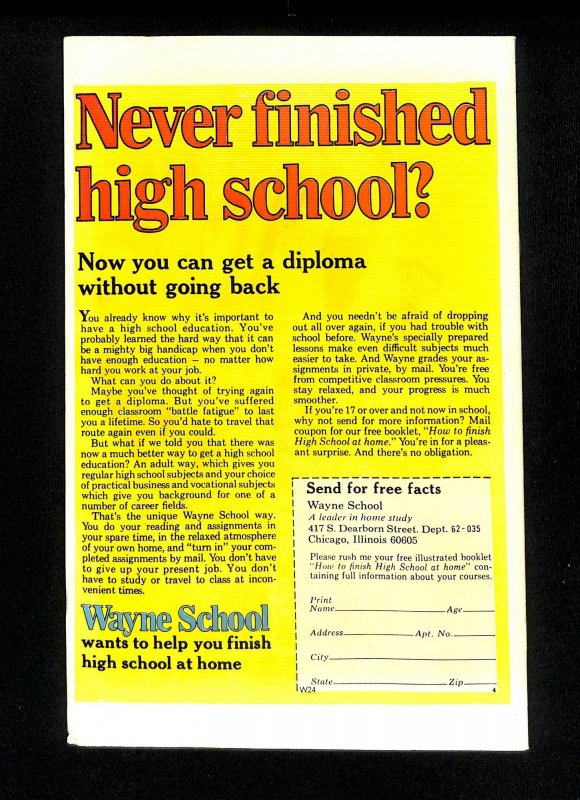 Never finished
high school?
Now you can get a diploma
without going back
You already know why it's important to
have a high school education. You've
probably learned the hard way that it can
be a mighty big handicap when you don't
have enough education – no matter how
hard you work at your job.
What can you do about it?
Maybe you've thought of trying again
to get a diploma. But you've suffered
enough classroom "battle fatigue" to last
you a lifetime. So you'd hate to travel that
route again even if you could.
But what if we told you that there was
now a much better way to get a high school
education? An adult way, which gives you
regular high school subjects and your choice
of practical business and vocational subjects
which give you background for one of a
number of career fields.
That's the unique Wayne School way.
You do your reading and assignments in
your spare time, in the relaxed atmosphere
of your own home, and "turn in" your com-
pleted assignments by mail. You don't have
to give up your present job. You don't
have to study or travel to class at incon-
venient times.
Wayne School
wants to help you finish
high school at home
And you needn't be afraid of dropping
out all over again, if you had trouble with
school before. Wayne's specially prepared
lessons make even difficult subjects much
easier to take. And Wayne grades your as-
signments in private, by mail. You're free
from competitive classroom pressures. You
stay relaxed, and your progress is much
smoother.
If you're 17 or over and not now in school,
why not send for more information? Mail
coupon for our free booklet, "How to finish
High School at home." You're in for a pleas-
ant surprise. And there's no obligation.
Send for free facts
Wayne School
A leader in home study
417 S. Dearborn Street. Dept. 62-035
Chicago, Illinois 60605
Please rush me your free illustrated booklet
"How to finish High School at home" con-
taining full information about your courses.
Print
Name Age
Address Apt. No.
City
State Zip
W24 4